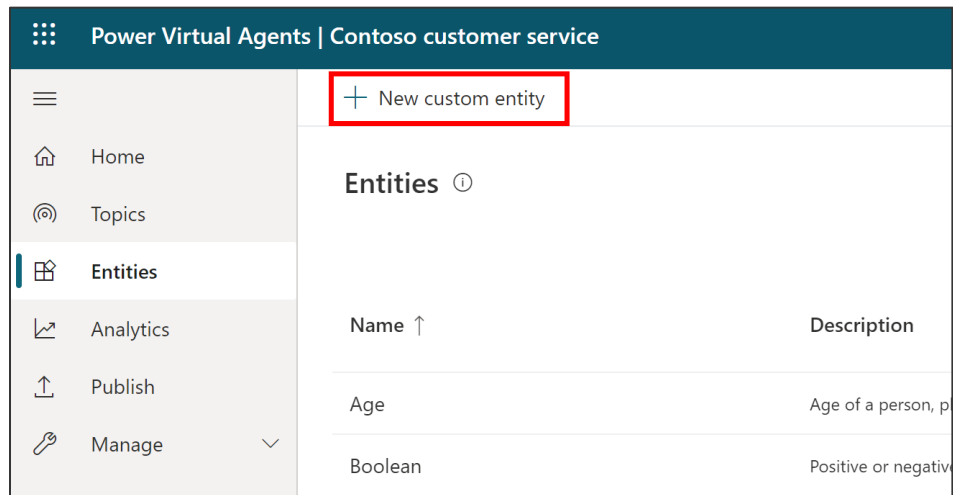 Power Virtual Agents | Contoso customer service
New custom entity
Home
Topics
Entities
Analytics
Publish
Manage
Entities
Name Description
Age Age of a person,
Boolean Positive or